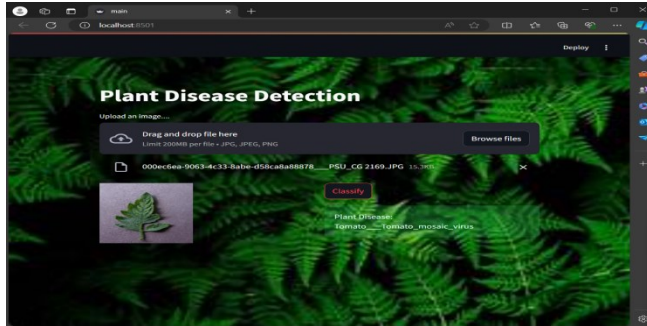 main
localhost:8501
Deploy
Plant Disease Detection
Upload an image....
Drag and drop file here
Limit 200MB per file • JPG, JPEG, PNG
Browse files
000ec6ea-9063-4c33-8abe-d58ca8a88878___PSU_CG 2169.JPG
Classify
Plant Disease:
Tomato___Tomato_mosaic_virus